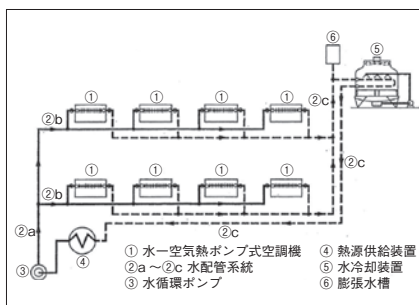 ⑥
⑤
① ① ① ①
②c
②b
②c
① ① ① ①
②b
②a
②c
④
③
① 水－空気熱ポンプ式空調機
②a～②c 水配管系統
③ 水循環ポンプ
④ 熱源供給装置
⑤ 水冷却装置
⑥ 膨張水槽